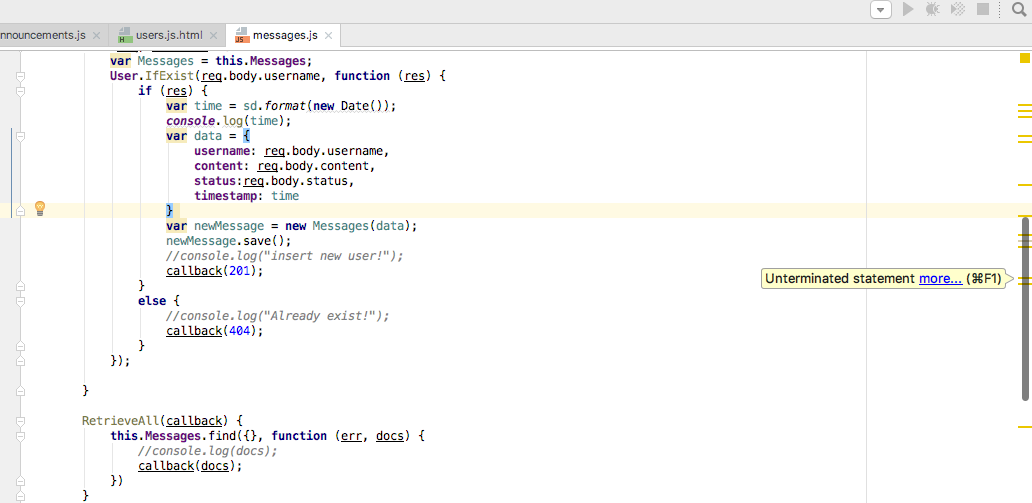 nnouncements.js
users.js.html
messages.js
var Messages = this.Messages;
User.IfExist(req.body.username, function (res) {
if (res) {
var time = sd.format(new Date());
console.log(time);
var data = {
username: req.body.username,
content: req.body.content,
status:req.body.status,
timestamp: time
}
var newMessage = new Messages(data);
newMessage.save();
//console.log("insert new user!");
Unterminated statement more... (⌘F1)
callback(201);
}
else {
//console.log("Already exist!");
callback(404);
}
});
}
RetrieveAll(callback) {
this.Messages.find({}, function (err, docs) {
//console.log(docs);
callback(docs);
})
}